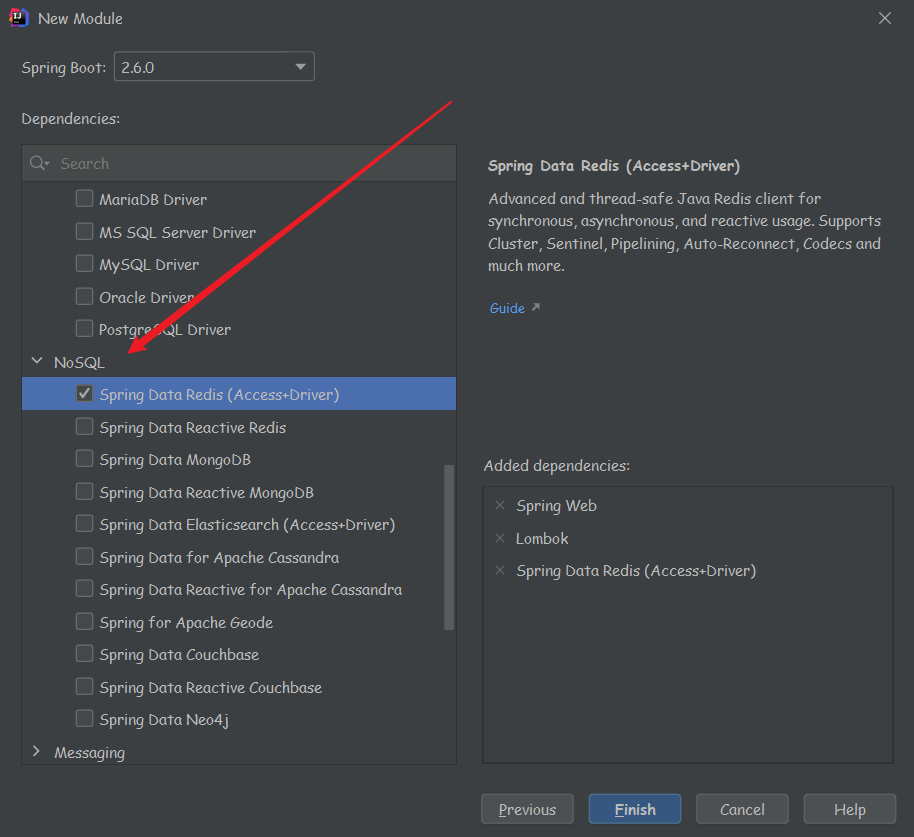 New Module
Spring Boot: 2.6.0
Dependencies:
Search
MariaDB Driver
MS SQL Server Driver
MySQL Driver
Oracle Driver
PostgreSQL Driver
NoSQL
Spring Data Redis (Access+Driver)
Spring Data Reactive Redis
Spring Data MongoDB
Spring Data Reactive MongoDB
Spring Data Elasticsearch (Access+Driver)
Spring Data for Apache Cassandra
Spring Data Reactive for Apache Cassandra
Spring for Apache Geode
Spring Data Couchbase
Spring Data Reactive Couchbase
Spring Data Neo4j
Messaging
Spring Data Redis (Access+Driver)
Advanced and thread-safe Java Redis client for
synchronous, asynchronous, and reactive usage. Supports
Cluster, Sentinel, Pipelining, Auto-Reconnect, Codecs and
much more.
Guide
Added dependencies:
Spring Web
Lombok
Spring Data Redis (Access+Driver)
Previous
Finish
Cancel
Help